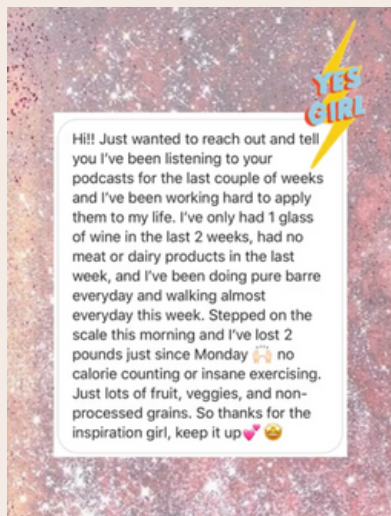 YES
GIRL
Hi!! Just wanted to reach out and tell
you I've been listening to your
podcasts for the last couple of weeks
and I've been working hard to apply
them to my life. I've only had 1 glass
of wine in the last 2 weeks, had no
meat or dairy products in the last
week, and I've been doing pure barre
everyday and walking almost
everyday this week. Stepped on the
scale this morning and I've lost 2
pounds just since Monday 🙌🏻 no
calorie counting or insane exercising.
Just lots of fruit, veggies, and non-
processed grains. So thanks for the
inspiration girl, keep it up💕 🤩